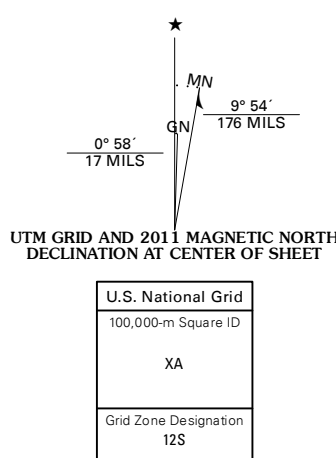 ★
MN
GN
9° 54´
176 MILS
0° 58´
17 MILS
UTM GRID AND 2011 MAGNETIC NORTH
DECLINATION AT CENTER OF SHEET
U.S. National Grid
100,000-m Square ID
XA
Grid Zone Designation
12S